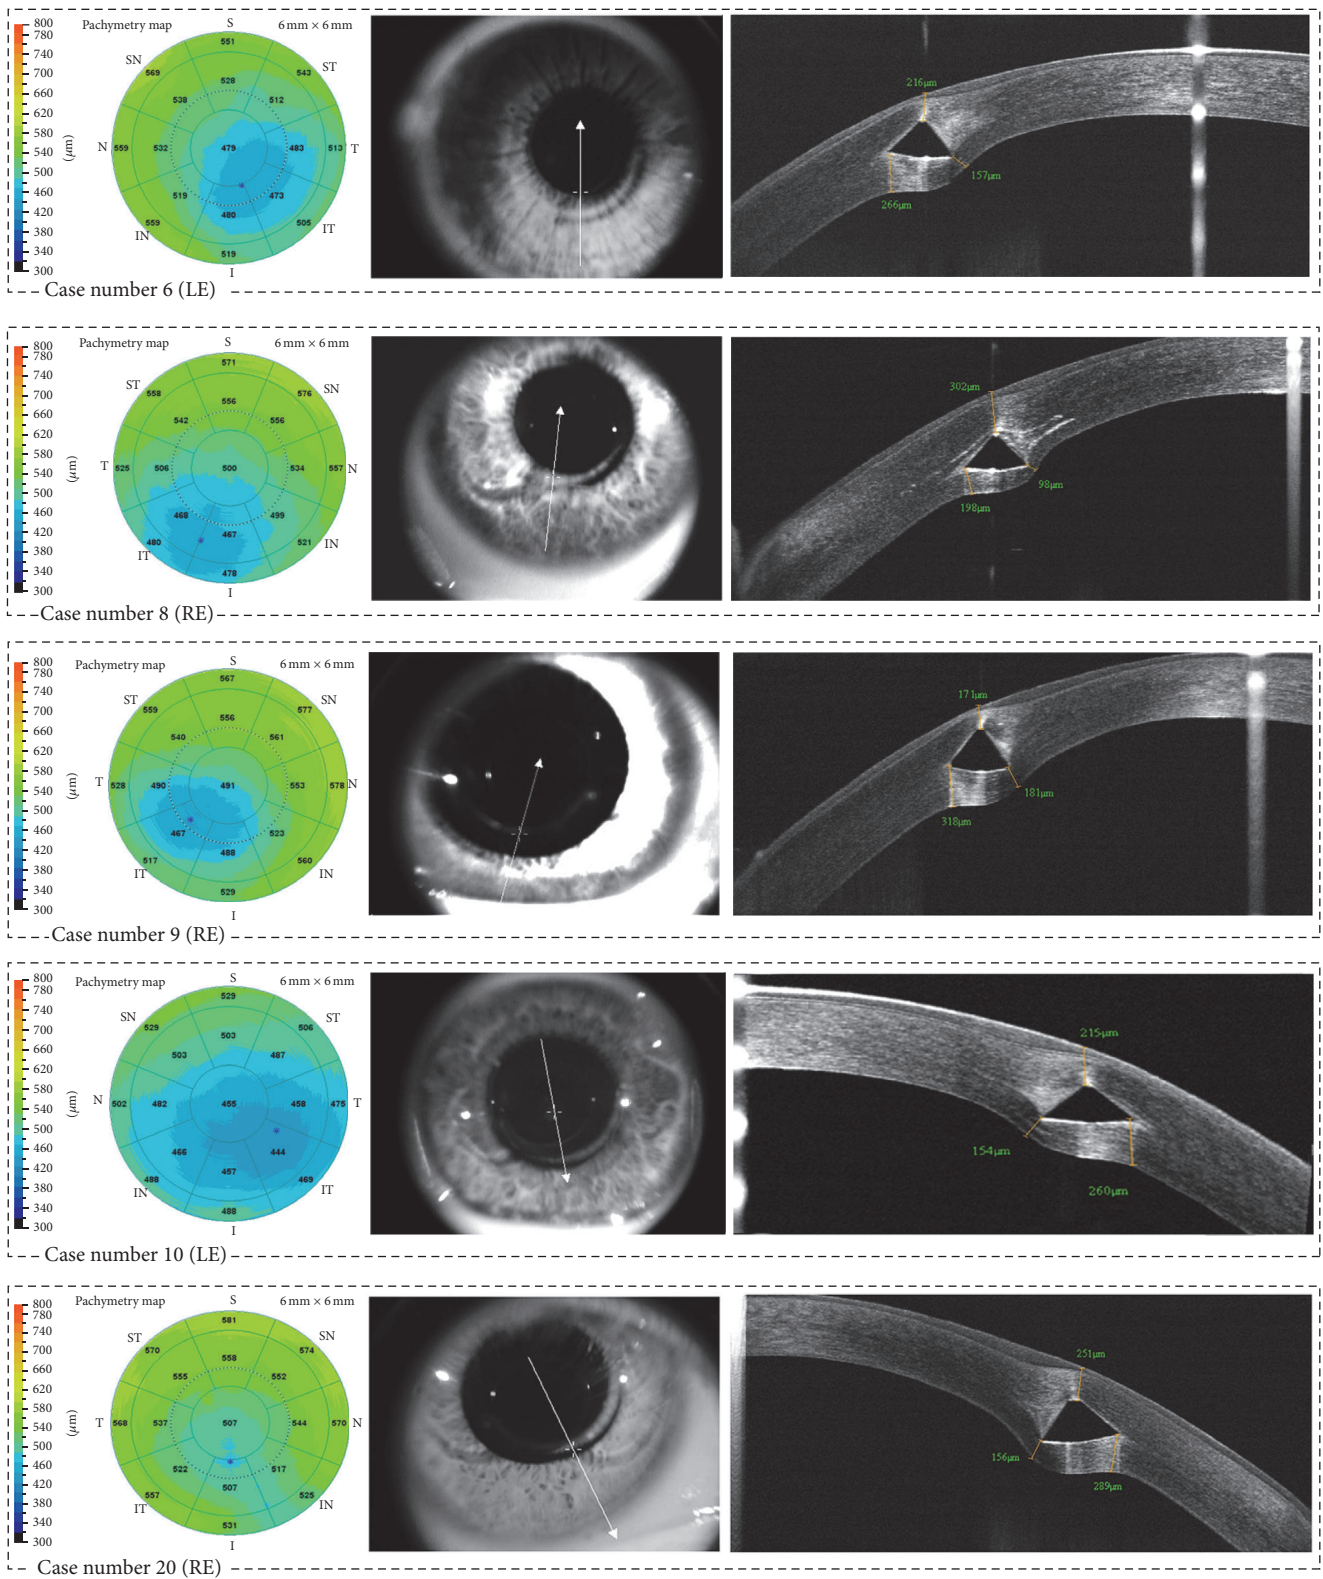 Pachymetry map
S
6 mm × 6 mm
800
780
740
700
660
620
580
540
500
460
420
380
340
300
(μm)
SN
ST
N
T
IN
IT
I
551
569
543
528
538
512
559
532
479
483
513
519
473
480
559
505
519
216μm
157μm
266μm
Case number 6 (LE)
Pachymetry map
S
6 mm × 6 mm
800
780
740
700
660
620
580
540
500
460
420
380
340
300
(μm)
ST
SN
T
N
IT
IN
I
571
558
576
556
542
556
525
506
500
534
557
468
499
467
480
521
478
302μm
98μm
198μm
Case number 8 (RE)
Pachymetry map
S
6 mm × 6 mm
800
780
740
700
660
620
580
540
500
460
420
380
340
300
(μm)
ST
SN
T
N
IT
IN
I
567
559
577
556
540
561
528
490
491
553
578
467
523
488
517
560
529
171μm
181μm
318μm
Case number 9 (RE)
Pachymetry map
S
6 mm × 6 mm
800
780
740
700
660
620
580
540
500
460
420
380
340
300
(μm)
SN
ST
N
T
IN
IT
I
529
529
506
503
503
487
502
482
455
458
475
466
444
457
488
469
488
215μm
154μm
260μm
Case number 10 (LE)
Pachymetry map
S
6 mm × 6 mm
800
780
740
700
660
620
580
540
500
460
420
380
340
300
(μm)
ST
SN
T
N
IT
IN
I
581
570
574
558
555
552
568
537
507
544
570
522
517
507
557
525
531
251μm
156μm
289μm
Case number 20 (RE)